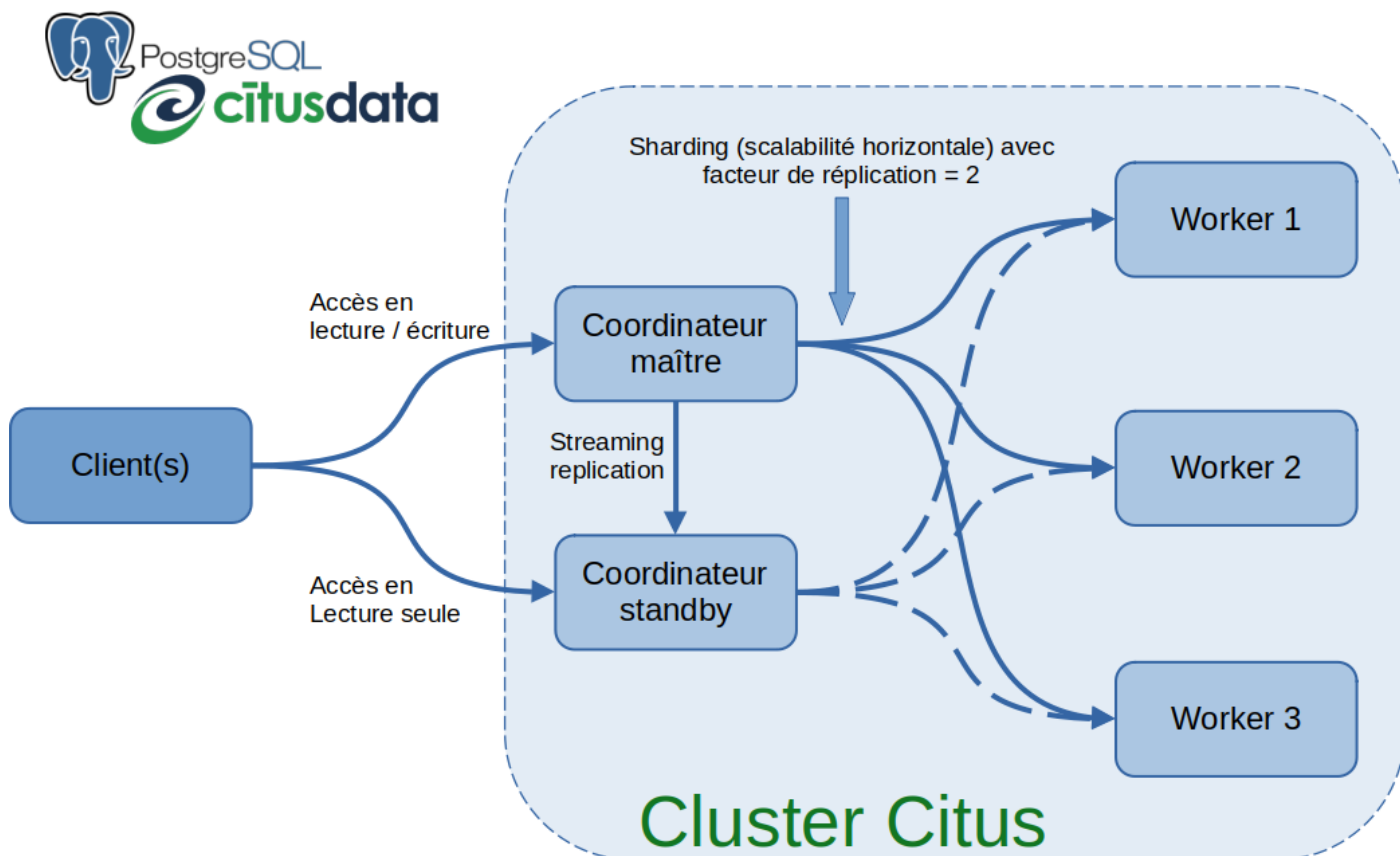 PostgreSQL
citusdata
Sharding (scalabilité horizontale) avec
facteur de réplication = 2
Worker 1
Accès en
lecture / écriture
Coordinateur
maître
Client(s)
Streaming
replication
Worker 2
Accès en
Lecture seule
Coordinateur
standby
Worker 3
Cluster Citus